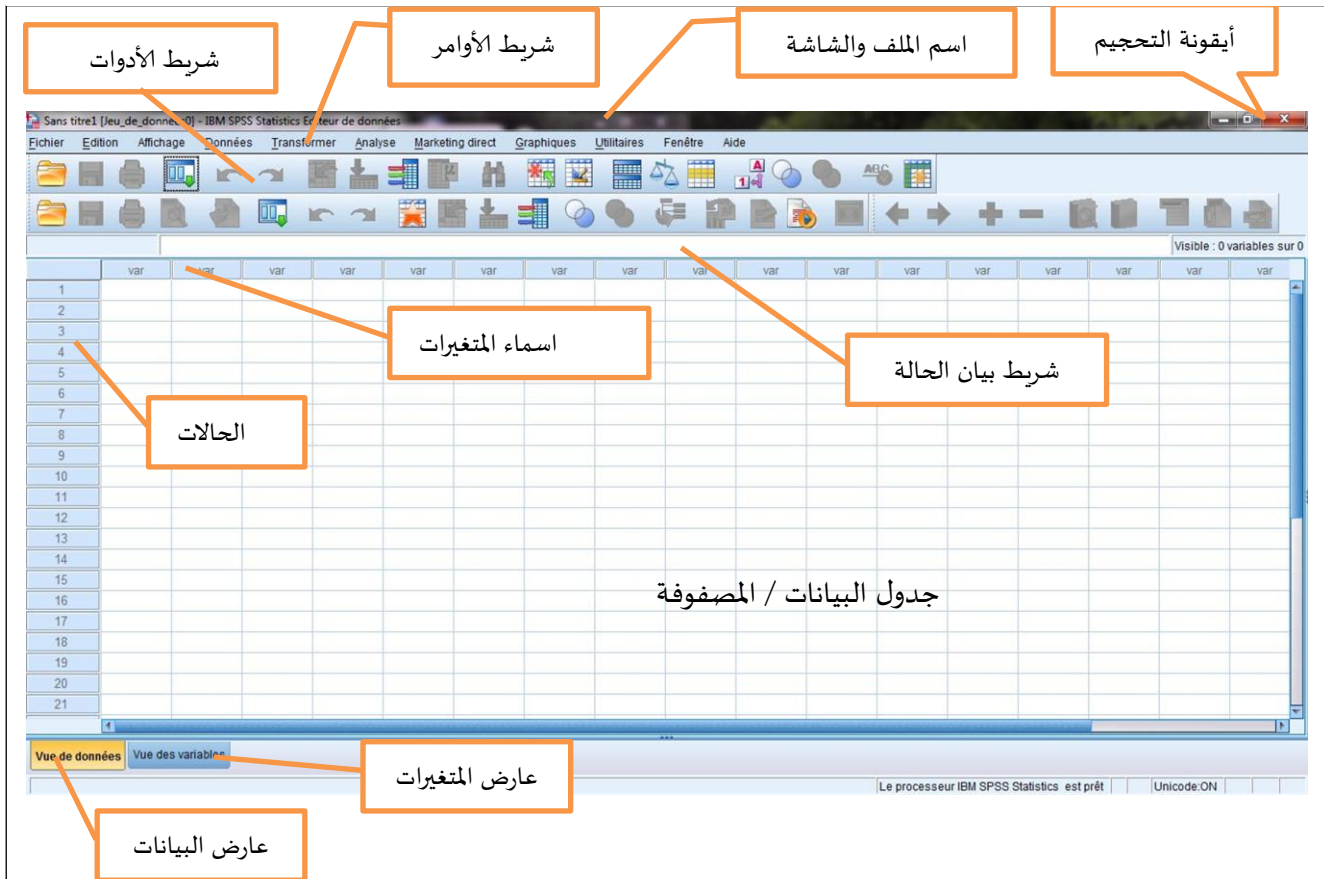 أيقونة التحجيم
اسم الملف والشاشة
شريط الأوامر
شريط الأدوات
Sans titre1 [Jeu_de_données0] - IBM SPSS Statistics Editeur de données
Fichier Edition Affichage Données Transformer Analyse Marketing direct Graphiques Utilitaires Fenêtre Aide
Visible : 0 variables sur 0
var var var var var var var var var var var var var var var var var
1
2
3
4
5
6
7
8
9
10
11
12
13
14
15
16
17
18
19
20
21
اسماء المتغيرات
شريط بيان الحالة
الحالات
جدول البيانات / المصفوفة
Vue de données Vue des variables
عارض المتغيرات
Le processeur IBM SPSS Statistics est prêt Unicode:ON
عارض البيانات